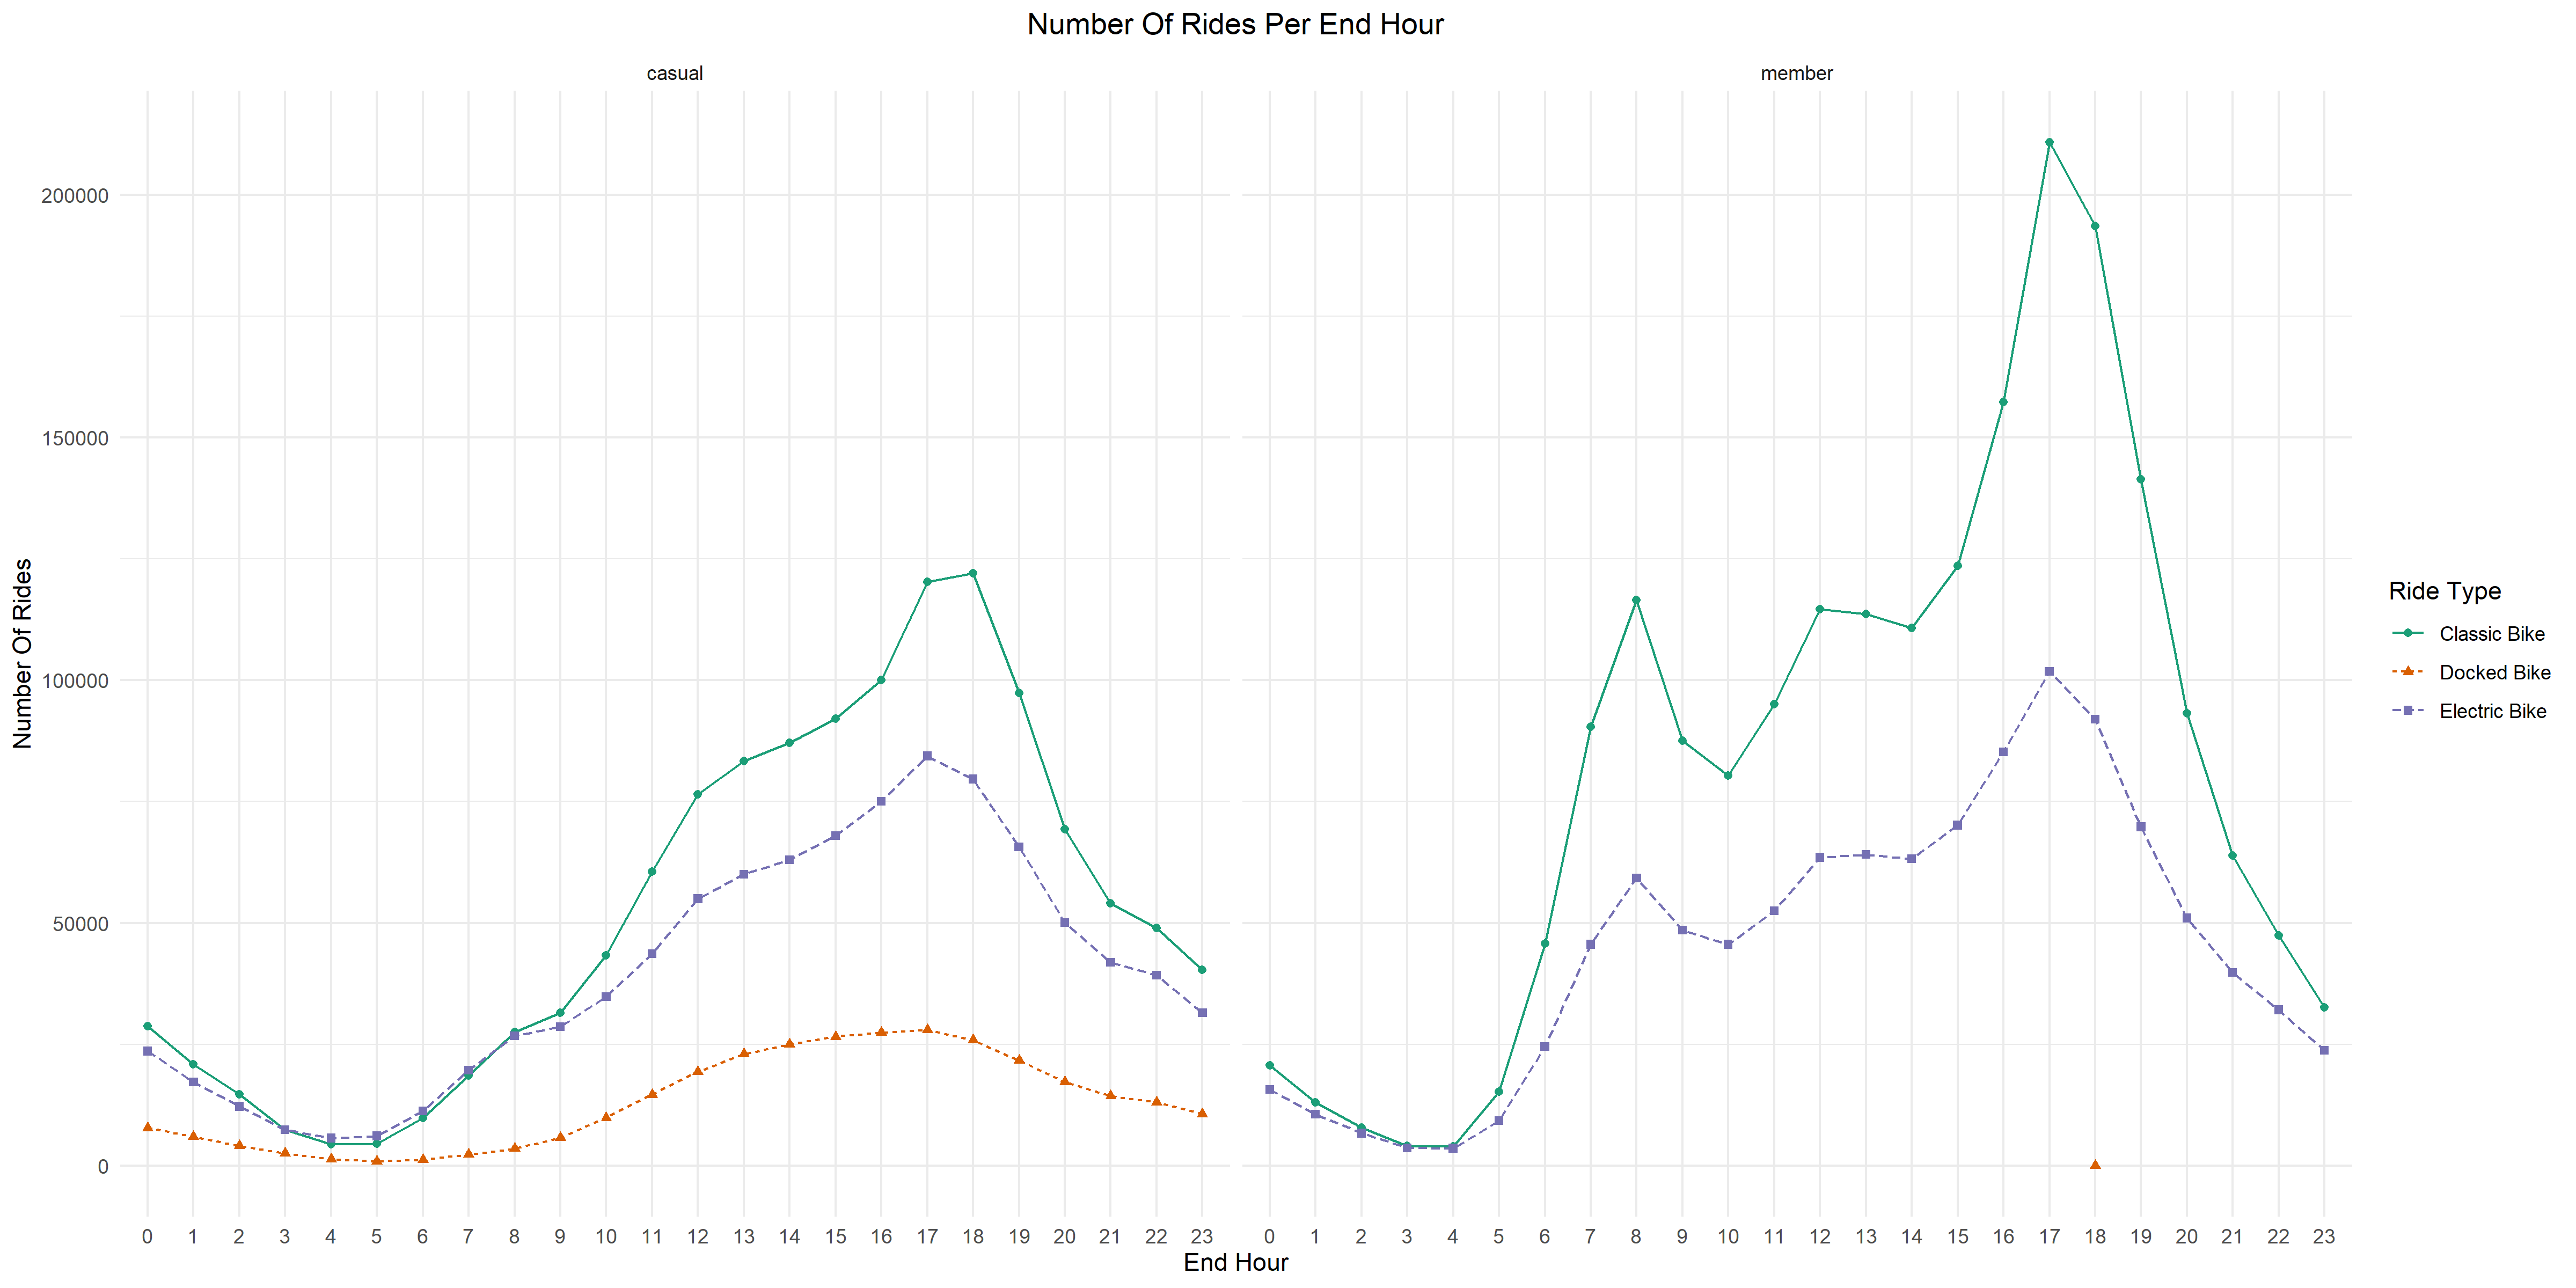 Number Of Rides Per End Hour
casual
member
Number Of Rides
200000
150000
100000
50000
0
0 1 2 3 4 5 6 7 8 9 10 11 12 13 14 15 16 17 18 19 20 21 22 23
0 1 2 3 4 5 6 7 8 9 10 11 12 13 14 15 16 17 18 19 20 21 22 23
End Hour
Ride Type
Classic Bike
Docked Bike
Electric Bike